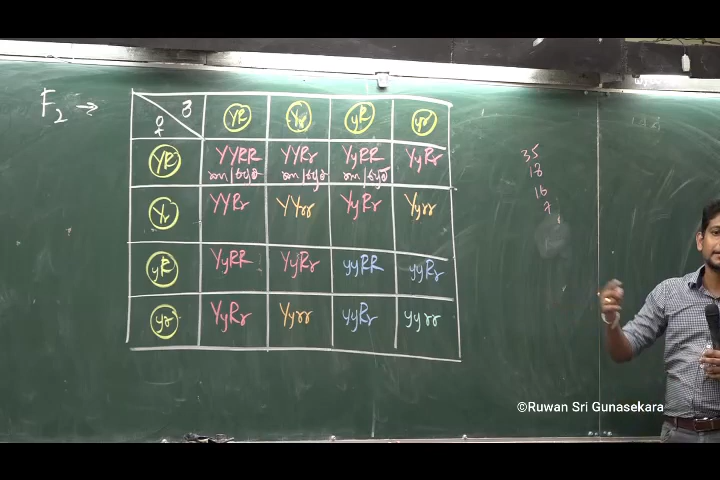 F₂ →
♂
♀
YR Yr yR yr
YR YYRR YYRr YyRR YyRr
Yr YYRr YYrr YyRr Yyrr
yR YyRR YyRr yyRR yyRr
yr YyRr Yyrr yyRr yyrr
35
18
16
7
©Ruwan Sri Gunasekara